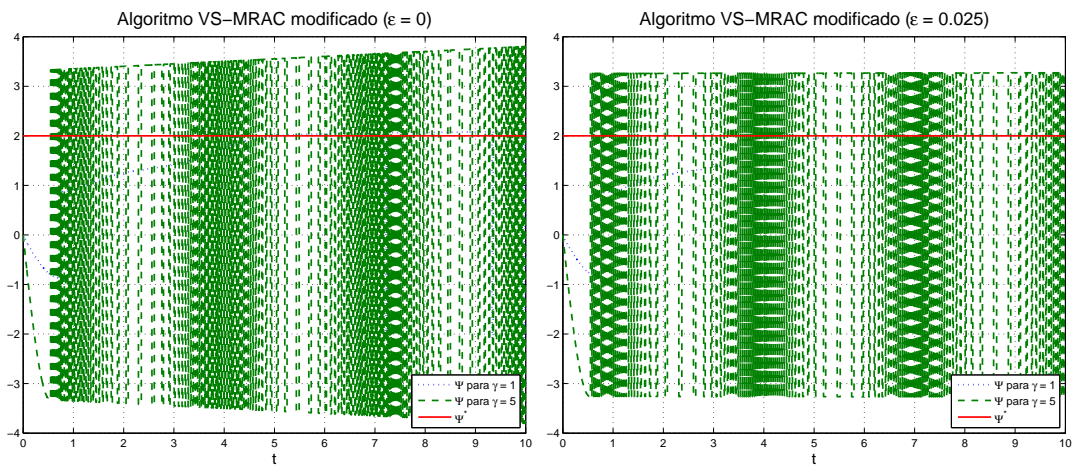 Algoritmo VS−MRAC modificado (ε = 0)
4
3
2
1
0
−1
−2
−3
−4
0 1 2 3 4 5 6 7 8 9 10
t
Ψ para γ = 1
Ψ para γ = 5
Ψ*
Algoritmo VS−MRAC modificado (ε = 0.025)
4
3
2
1
0
−1
−2
−3
−4
0 1 2 3 4 5 6 7 8 9 10
t
Ψ para γ = 1
Ψ para γ = 5
Ψ*